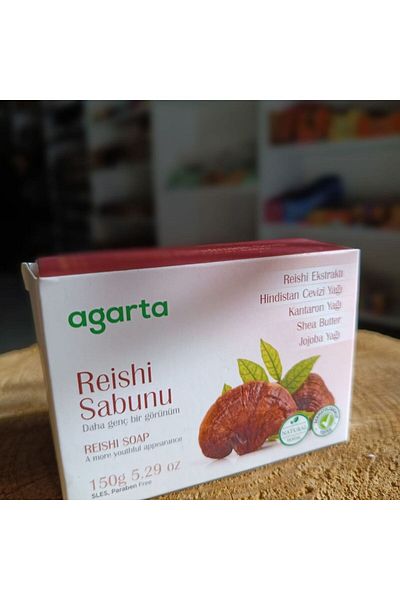 agarta
Reishi
Sabunu
Daha genç bir görünüm
REISHI SOAP
A more youthful appearance
150g 5.29 oz
SLES, Paraben Free
Reishi Ekstraktı
Hindistan Cevizi Yağı
Kantaron Yağı
Shea Butter
Jojoba Yağı
NATURAL